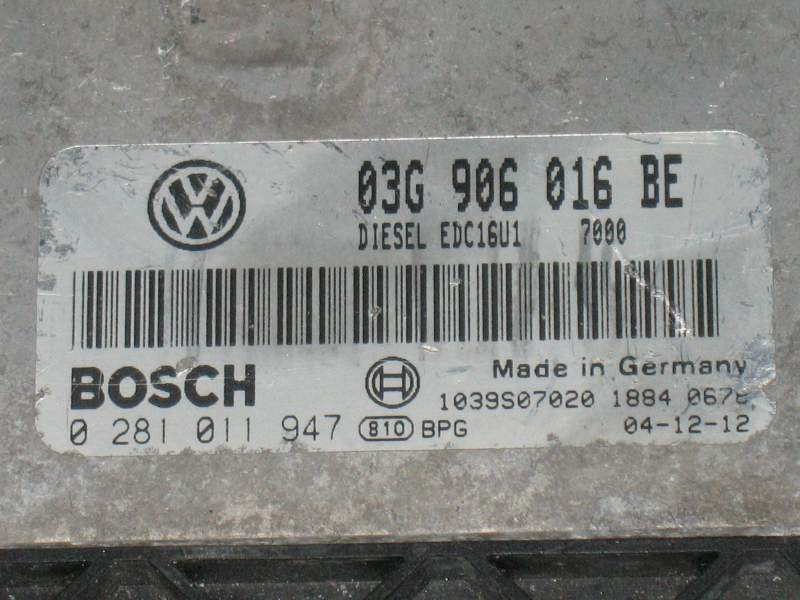 03G 906 016 BE
DIESEL EDC16U1 7000
BOSCH
Made in Germany
1039S07020 1884
0 281 011 947 810 BPG 04-12-12